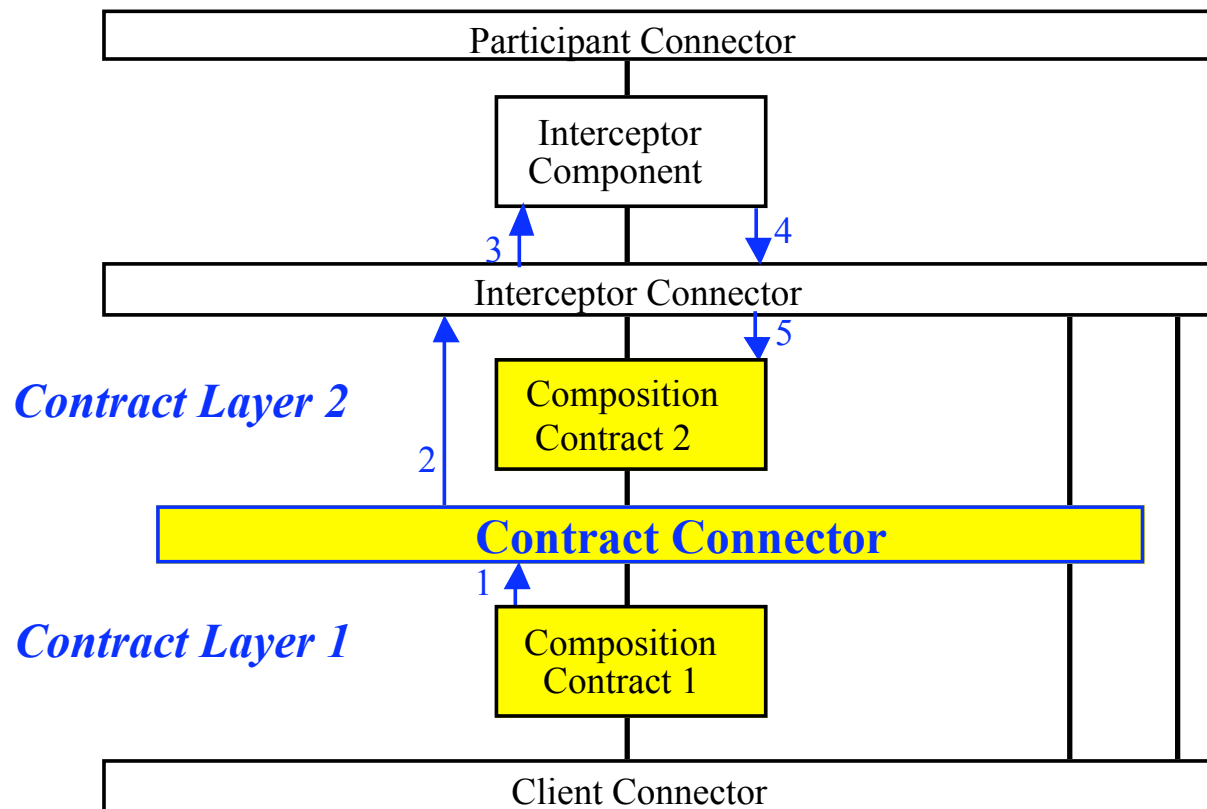 Participant Connector
Interceptor
Component
3
4
Interceptor Connector
5
Contract Layer 2
Composition
Contract 2
2
Contract Connector
1
Contract Layer 1
Composition
Contract 1
Client Connector